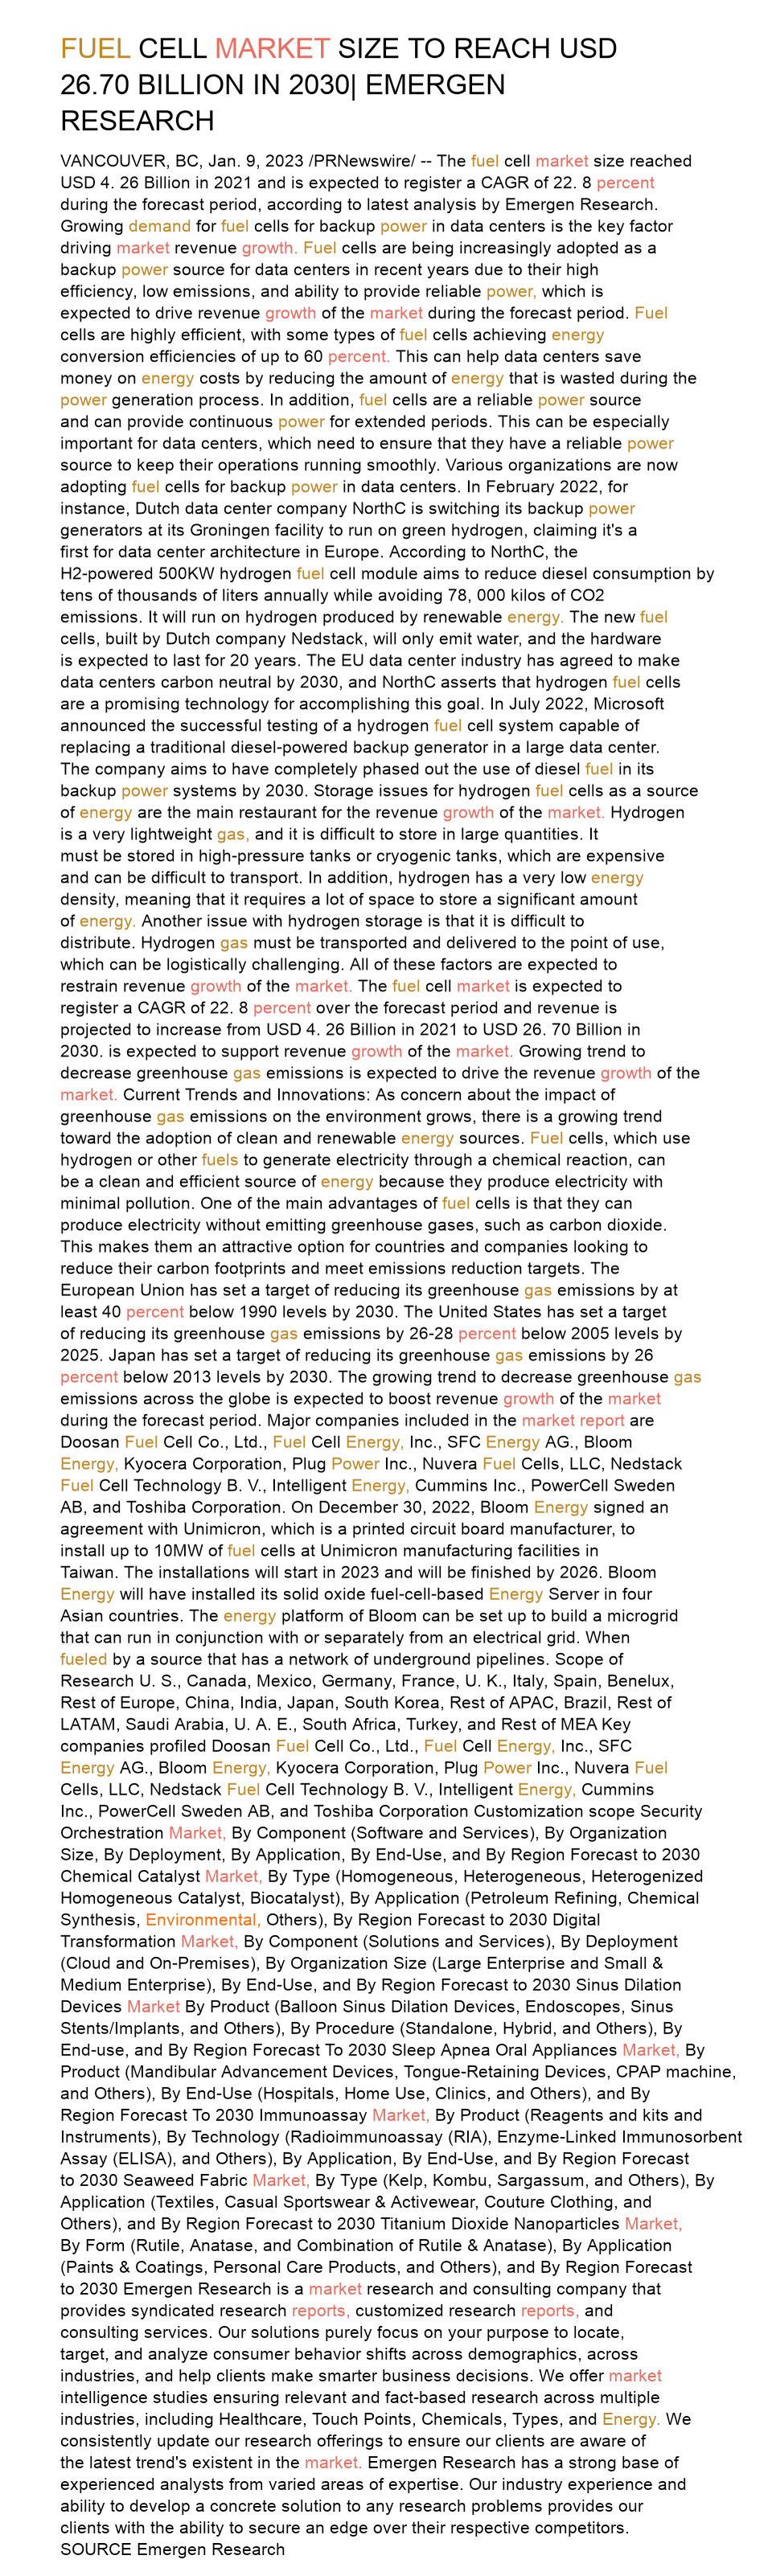 FUEL CELL MARKET SIZE TO REACH USD
26.70 BILLION IN 2030| EMERGEN
RESEARCH
VANCOUVER, BC, Jan. 9, 2023 /PRNewswire/ -- The fuel cell market size reached
USD 4. 26 Billion in 2021 and is expected to register a CAGR of 22. 8 percent
during the forecast period, according to latest analysis by Emergen Research.
Growing demand for fuel cells for backup power in data centers is the key factor
driving market revenue growth. Fuel cells are being increasingly adopted as a
backup power source for data centers in recent years due to their high
efficiency, low emissions, and ability to provide reliable power, which is
expected to drive revenue growth of the market during the forecast period. Fuel
cells are highly efficient, with some types of fuel cells achieving energy
conversion efficiencies of up to 60 percent. This can help data centers save
money on energy costs by reducing the amount of energy that is wasted during the
power generation process. In addition, fuel cells are a reliable power source
and can provide continuous power for extended periods. This can be especially
important for data centers, which need to ensure that they have a reliable power
source to keep their operations running smoothly. Various organizations are now
adopting fuel cells for backup power in data centers. In February 2022, for
instance, Dutch data center company NorthC is switching its backup power
generators at its Groningen facility to run on green hydrogen, claiming it's a
first for data center architecture in Europe. According to NorthC, the
H2-powered 500KW hydrogen fuel cell module aims to reduce diesel consumption by
tens of thousands of liters annually while avoiding 78, 000 kilos of CO2
emissions. It will run on hydrogen produced by renewable energy. The new fuel
cells, built by Dutch company Nedstack, will only emit water, and the hardware
is expected to last for 20 years. The EU data center industry has agreed to make
data centers carbon neutral by 2030, and NorthC asserts that hydrogen fuel cells
are a promising technology for accomplishing this goal. In July 2022, Microsoft
announced the successful testing of a hydrogen fuel cell system capable of
replacing a traditional diesel-powered backup generator in a large data center.
The company aims to have completely phased out the use of diesel fuel in its
backup power systems by 2030. Storage issues for hydrogen fuel cells as a source
of energy are the main restaurant for the revenue growth of the market. Hydrogen
is a very lightweight gas, and it is difficult to store in large quantities. It
must be stored in high-pressure tanks or cryogenic tanks, which are expensive
and can be difficult to transport. In addition, hydrogen has a very low energy
density, meaning that it requires a lot of space to store a significant amount
of energy. Another issue with hydrogen storage is that it is difficult to
distribute. Hydrogen gas must be transported and delivered to the point of use,
which can be logistically challenging. All of these factors are expected to
restrain revenue growth of the market. The fuel cell market is expected to
register a CAGR of 22. 8 percent over the forecast period and revenue is
projected to increase from USD 4. 26 Billion in 2021 to USD 26. 70 Billion in
2030. is expected to support revenue growth of the market. Growing trend to
decrease greenhouse gas emissions is expected to drive the revenue growth of the
market. Current Trends and Innovations: As concern about the impact of
greenhouse gas emissions on the environment grows, there is a growing trend
toward the adoption of clean and renewable energy sources. Fuel cells, which use
hydrogen or other fuels to generate electricity through a chemical reaction, can
be a clean and efficient source of energy because they produce electricity with
minimal pollution. One of the main advantages of fuel cells is that they can
produce electricity without emitting greenhouse gases, such as carbon dioxide.
This makes them an attractive option for countries and companies looking to
reduce their carbon footprints and meet emissions reduction targets. The
European Union has set a target of reducing its greenhouse gas emissions by at
least 40 percent below 1990 levels by 2030. The United States has set a target
of reducing its greenhouse gas emissions by 26-28 percent below 2005 levels by
2025. Japan has set a target of reducing its greenhouse gas emissions by 26
percent below 2013 levels by 2030. The growing trend to decrease greenhouse gas
emissions across the globe is expected to boost revenue growth of the market
during the forecast period. Major companies included in the market report are
Doosan Fuel Cell Co., Ltd., Fuel Cell Energy, Inc., SFC Energy AG., Bloom
Energy, Kyocera Corporation, Plug Power Inc., Nuvera Fuel Cells, LLC, Nedstack
Fuel Cell Technology B. V., Intelligent Energy, Cummins Inc., PowerCell Sweden
AB, and Toshiba Corporation. On December 30, 2022, Bloom Energy signed an
agreement with Unimicron, which is a printed circuit board manufacturer, to
install up to 10MW of fuel cells at Unimicron manufacturing facilities in
Taiwan. The installations will start in 2023 and will be finished by 2026. Bloom
Energy will have installed its solid oxide fuel-cell-based Energy Server in four
Asian countries. The energy platform of Bloom can be set up to build a microgrid
that can run in conjunction with or separately from an electrical grid. When
fueled by a source that has a network of underground pipelines. Scope of
Research U. S., Canada, Mexico, Germany, France, U. K., Italy, Spain, Benelux,
Rest of Europe, China, India, Japan, South Korea, Rest of APAC, Brazil, Rest of
LATAM, Saudi Arabia, U. A. E., South Africa, Turkey, and Rest of MEA Key
companies profiled Doosan Fuel Cell Co., Ltd., Fuel Cell Energy, Inc., SFC
Energy AG., Bloom Energy, Kyocera Corporation, Plug Power Inc., Nuvera Fuel
Cells, LLC, Nedstack Fuel Cell Technology B. V., Intelligent Energy, Cummins
Inc., PowerCell Sweden AB, and Toshiba Corporation Customization scope Security
Orchestration Market, By Component (Software and Services), By Organization
Size, By Deployment, By Application, By End-Use, and By Region Forecast to 2030
Chemical Catalyst Market, By Type (Homogeneous, Heterogeneous, Heterogenized
Homogeneous Catalyst, Biocatalyst), By Application (Petroleum Refining, Chemical
Synthesis, Environmental, Others), By Region Forecast to 2030 Digital
Transformation Market, By Component (Solutions and Services), By Deployment
(Cloud and On-Premises), By Organization Size (Large Enterprise and Small &
Medium Enterprise), By End-Use, and By Region Forecast to 2030 Sinus Dilation
Devices Market By Product (Balloon Sinus Dilation Devices, Endoscopes, Sinus
Stents/Implants, and Others), By Procedure (Standalone, Hybrid, and Others), By
End-use, and By Region Forecast To 2030 Sleep Apnea Oral Appliances Market, By
Product (Mandibular Advancement Devices, Tongue-Retaining Devices, CPAP machine,
and Others), By End-Use (Hospitals, Home Use, Clinics, and Others), and By
Region Forecast To 2030 Immunoassay Market, By Product (Reagents and kits and
Instruments), By Technology (Radioimmunoassay (RIA), Enzyme-Linked Immunosorbent
Assay (ELISA), and Others), By Application, By End-Use, and By Region Forecast
to 2030 Seaweed Fabric Market, By Type (Kelp, Kombu, Sargassum, and Others), By
Application (Textiles, Casual Sportswear & Activewear, Couture Clothing, and
Others), and By Region Forecast to 2030 Titanium Dioxide Nanoparticles Market,
By Form (Rutile, Anatase, and Combination of Rutile & Anatase), By Application
(Paints & Coatings, Personal Care Products, and Others), and By Region Forecast
to 2030 Emergen Research is a market research and consulting company that
provides syndicated research reports, customized research reports, and
consulting services. Our solutions purely focus on your purpose to locate,
target, and analyze consumer behavior shifts across demographics, across
industries, and help clients make smarter business decisions. We offer market
intelligence studies ensuring relevant and fact-based research across multiple
industries, including Healthcare, Touch Points, Chemicals, Types, and Energy. We
consistently update our research offerings to ensure our clients are aware of
the latest trend's existent in the market. Emergen Research has a strong base of
experienced analysts from varied areas of expertise. Our industry experience and
ability to develop a concrete solution to any research problems provides our
clients with the ability to secure an edge over their respective competitors.
SOURCE Emergen Research